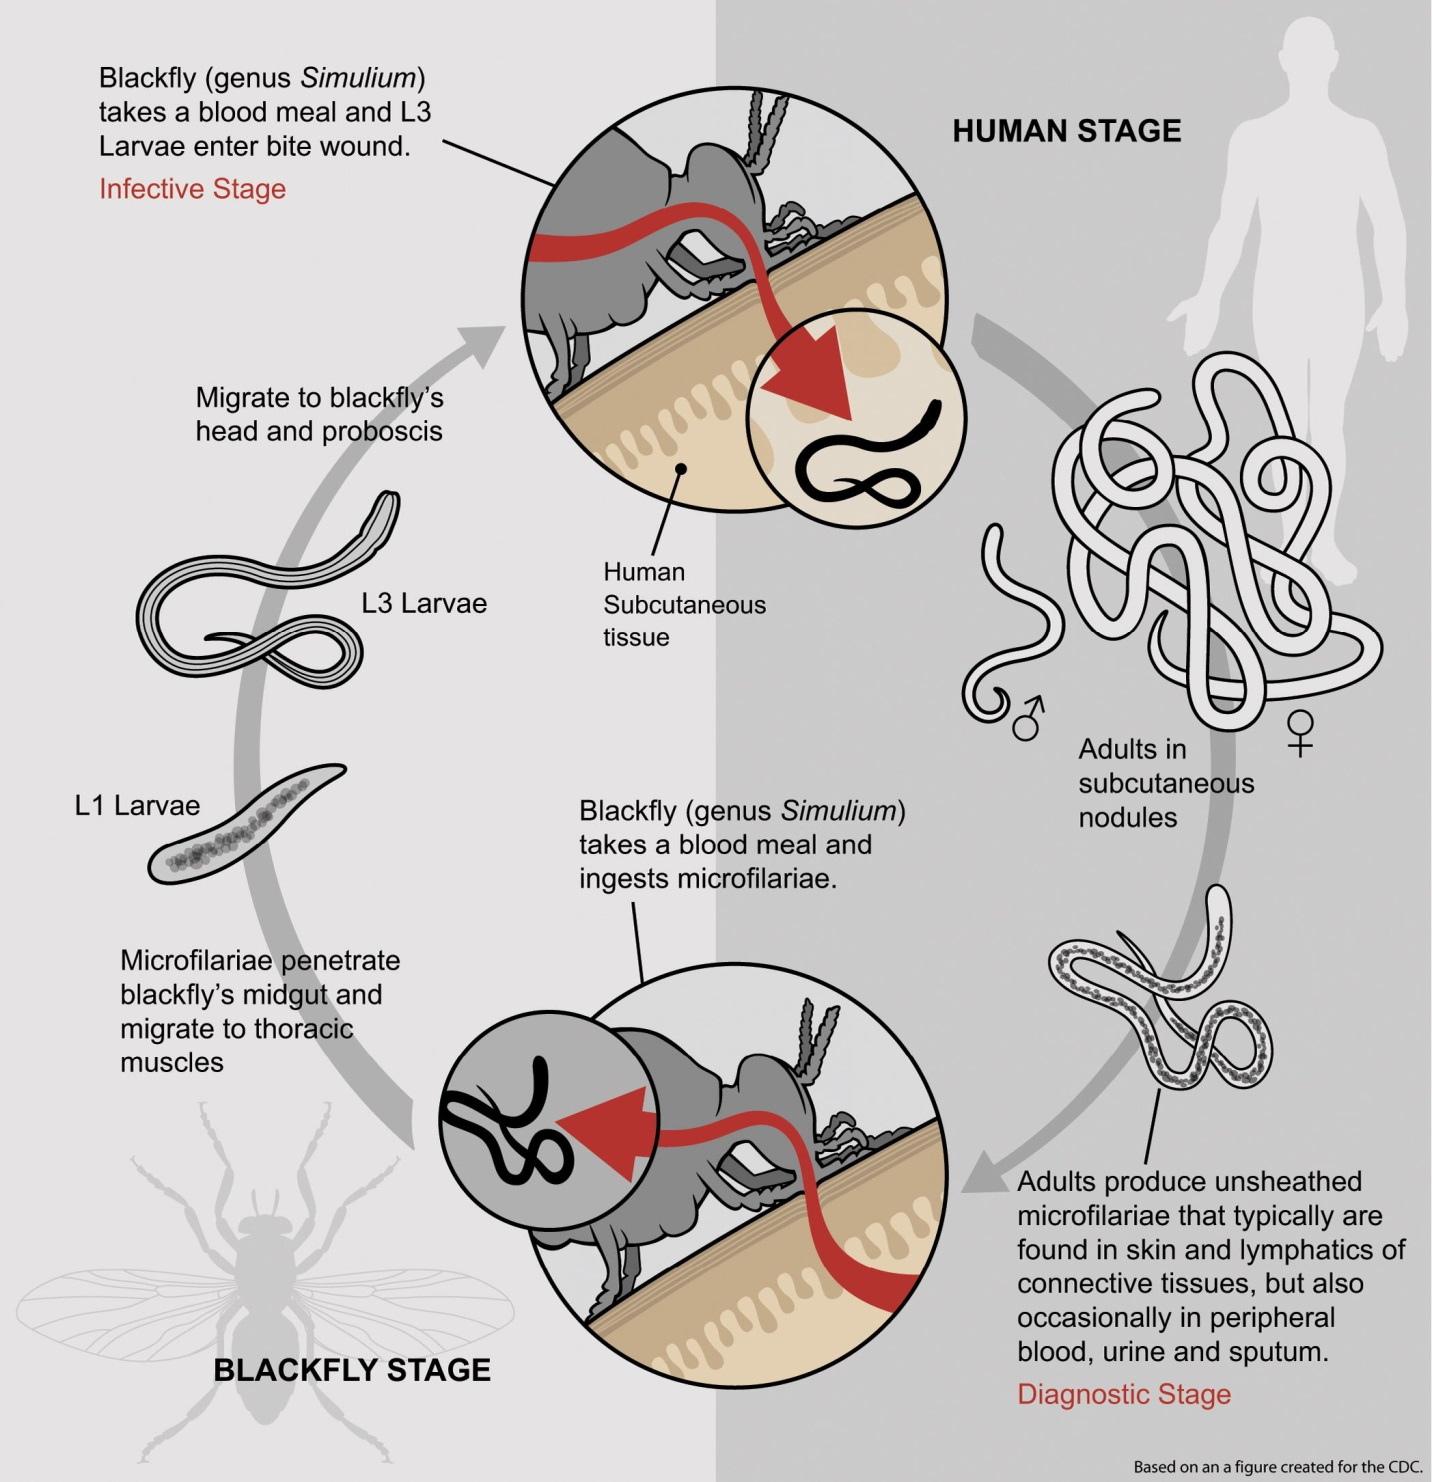 Blackfly (genus Simulium)
takes a blood meal and L3
Larvae enter bite wound.
Infective Stage
HUMAN STAGE
Migrate to blackfly's
head and proboscis
L3 Larvae
Human
Subcutaneous
tissue
♂
♀
Adults in
subcutaneous
nodules
L1 Larvae
Blackfly (genus Simulium)
takes a blood meal and
ingests microfilariae.
Microfilariae penetrate
blackfly's midgut and
migrate to thoracic
muscles
Adults produce unsheathed
microfilariae that typically are
found in skin and lymphatics of
connective tissues, but also
occasionally in peripheral
blood, urine and sputum.
Diagnostic Stage
BLACKFLY STAGE
Based on an a figure created for the CDC.